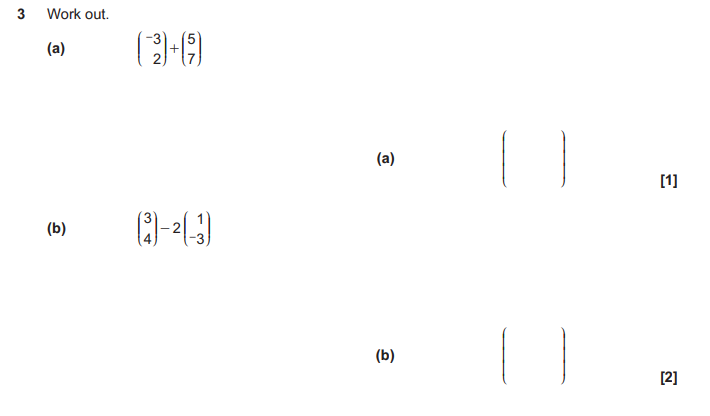 3 Work out.
(a) (−3 2) + (5 7)
(a) ( ) [1]
(b) (3 4) − 2(1 −3)
(b) ( ) [2]